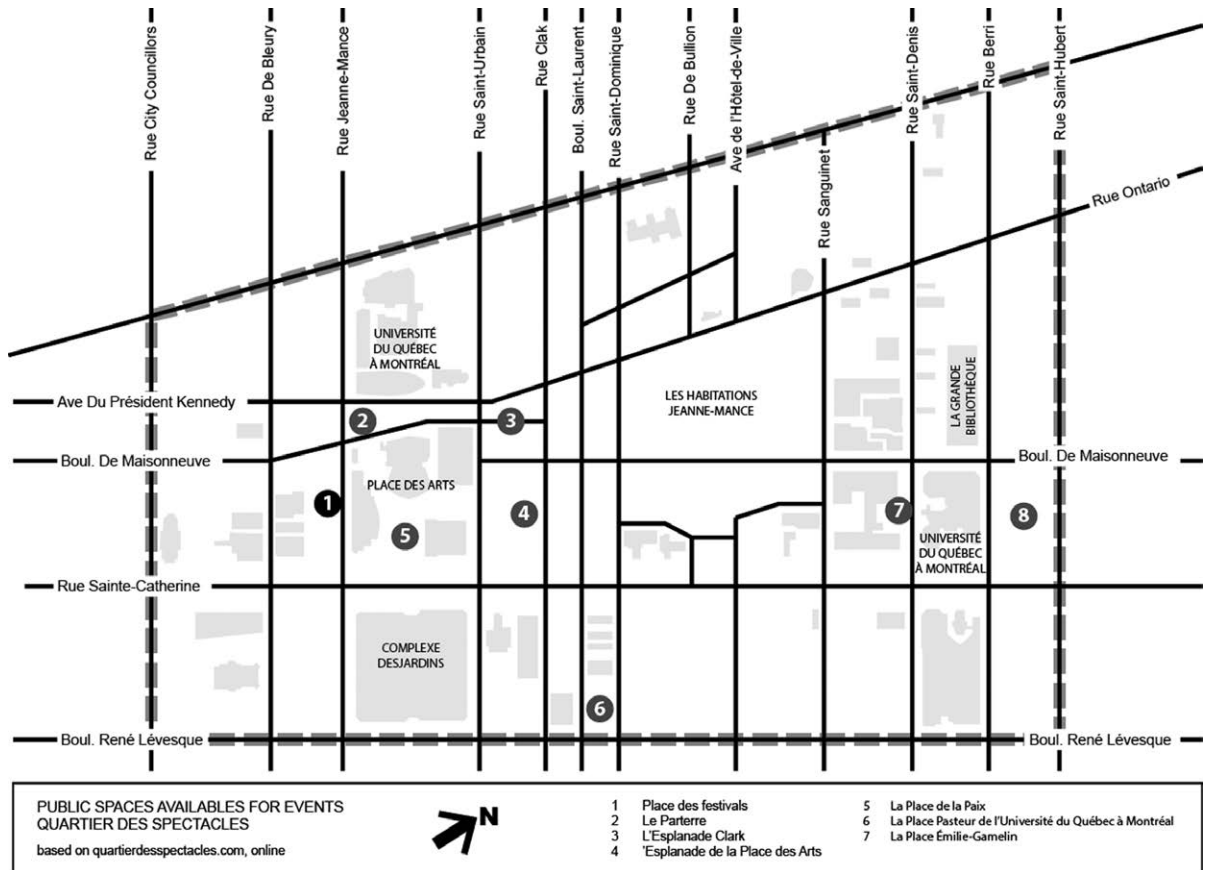 Rue City Councillors
Rue De Bleury
Rue Jeanne-Mance
Rue Saint-Urbain
Rue Clak
Boul. Saint-Laurent
Rue Saint-Dominique
Rue De Bullion
Ave de l'Hôtel-de-Ville
Rue Sanguinet
Rue Saint-Denis
Rue Berri
Rue Saint-Hubert
Rue Ontario
UNIVERSITÉ
DU QUÉBEC
À MONTRÉAL
Ave Du Président Kennedy
2
3
LES HABITATIONS
JEANNE-MANCE
LA GRANDE
BIBLIOTHÈQUE
Boul. De Maisonneuve
Boul. De Maisonneuve
1
PLACE DES ARTS
5
4
7
UNIVERSITÉ
DU QUÉBEC
À MONTRÉAL
8
Rue Sainte-Catherine
COMPLEXE
DESJARDINS
6
Boul. René Lévesque
Boul. René Lévesque
PUBLIC SPACES AVAILABLES FOR EVENTS
QUARTIER DES SPECTACLES
based on quartierdesspectacles.com, online
N
1 Place des festivals
2 Le Parterre
3 L'Esplanade Clark
4 'Esplanade de la Place des Arts
5 La Place de la Paix
6 La Place Pasteur de l'Université du Québec à Montréal
7 La Place Émilie-Gamelin